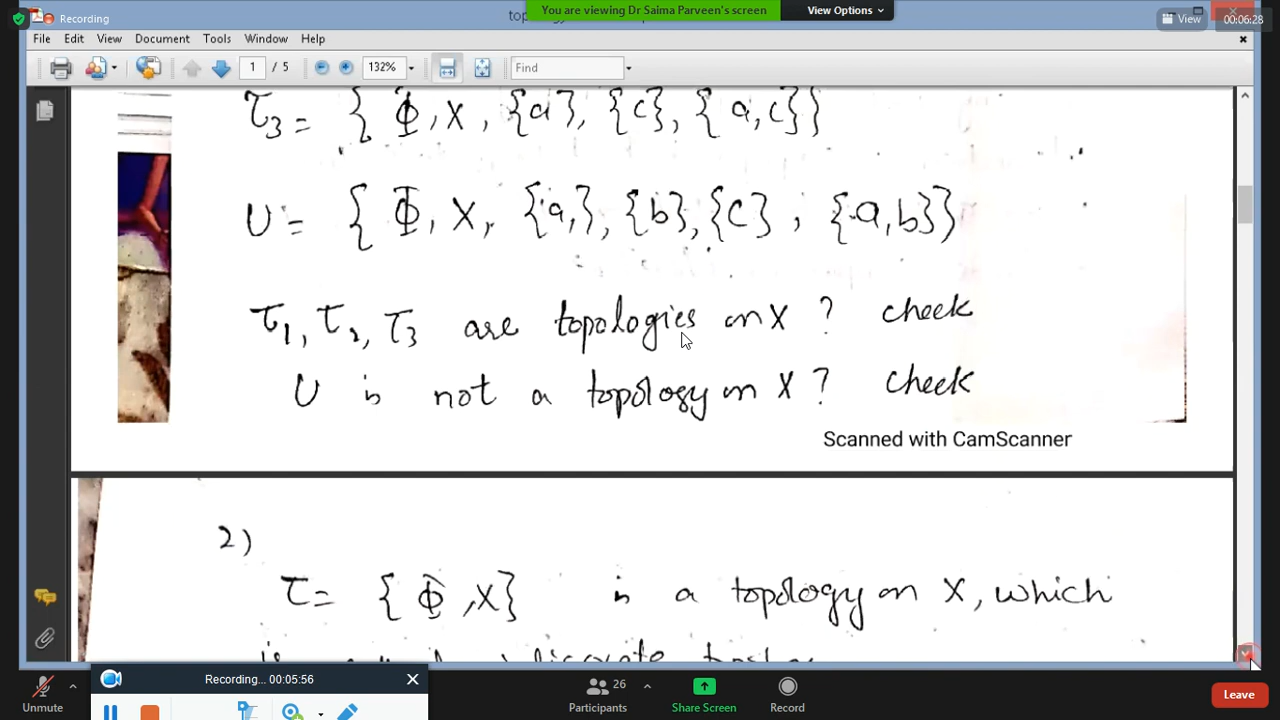 You are viewing Dr Saima Parveen's screen
View Options
Recording
View
00:06:28
File Edit View Document Tools Window Help
1 / 5
132%
Find
τ3 = { Φ, X, {a}, {c}, {a,c}}
U = { Φ, X, {a,}, {b}, {c}, {a,b}}
τ1, τ2, τ3 are topologies on X ? check
U is not a topology on X ? check
Scanned with CamScanner
2)
τ = { Φ, X} is a topology on X, which
is
Recording... 00:05:56
Unmute
26
Participants
Share Screen
Record
Leave